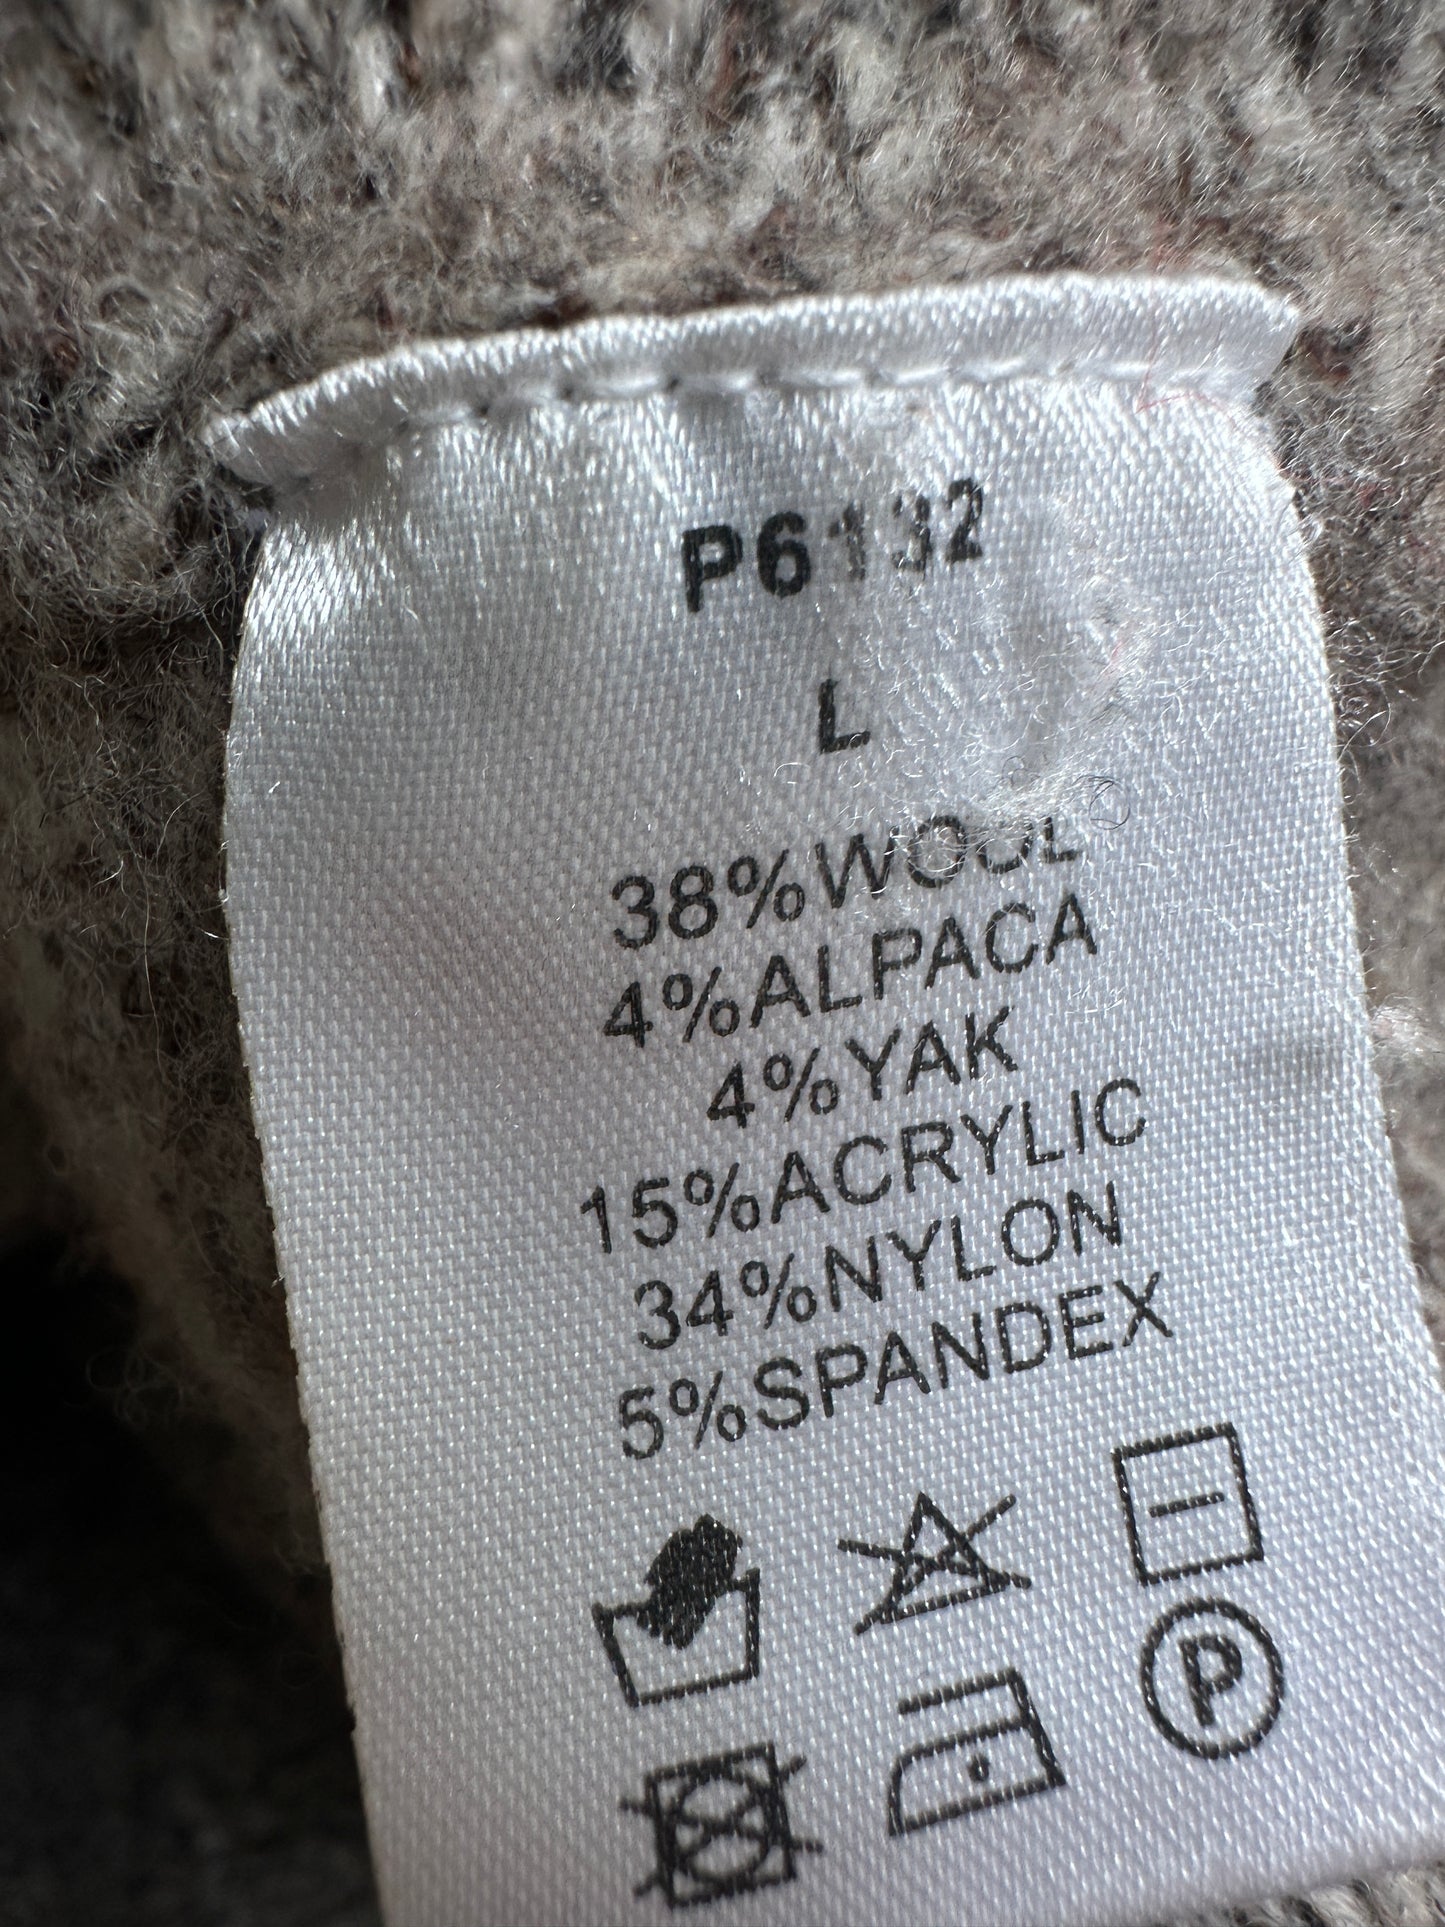 P6132
L
38%WOOL
4%ALPACA
4%YAK
15%ACRYLIC
34%NYLON
5%SPANDEX
P